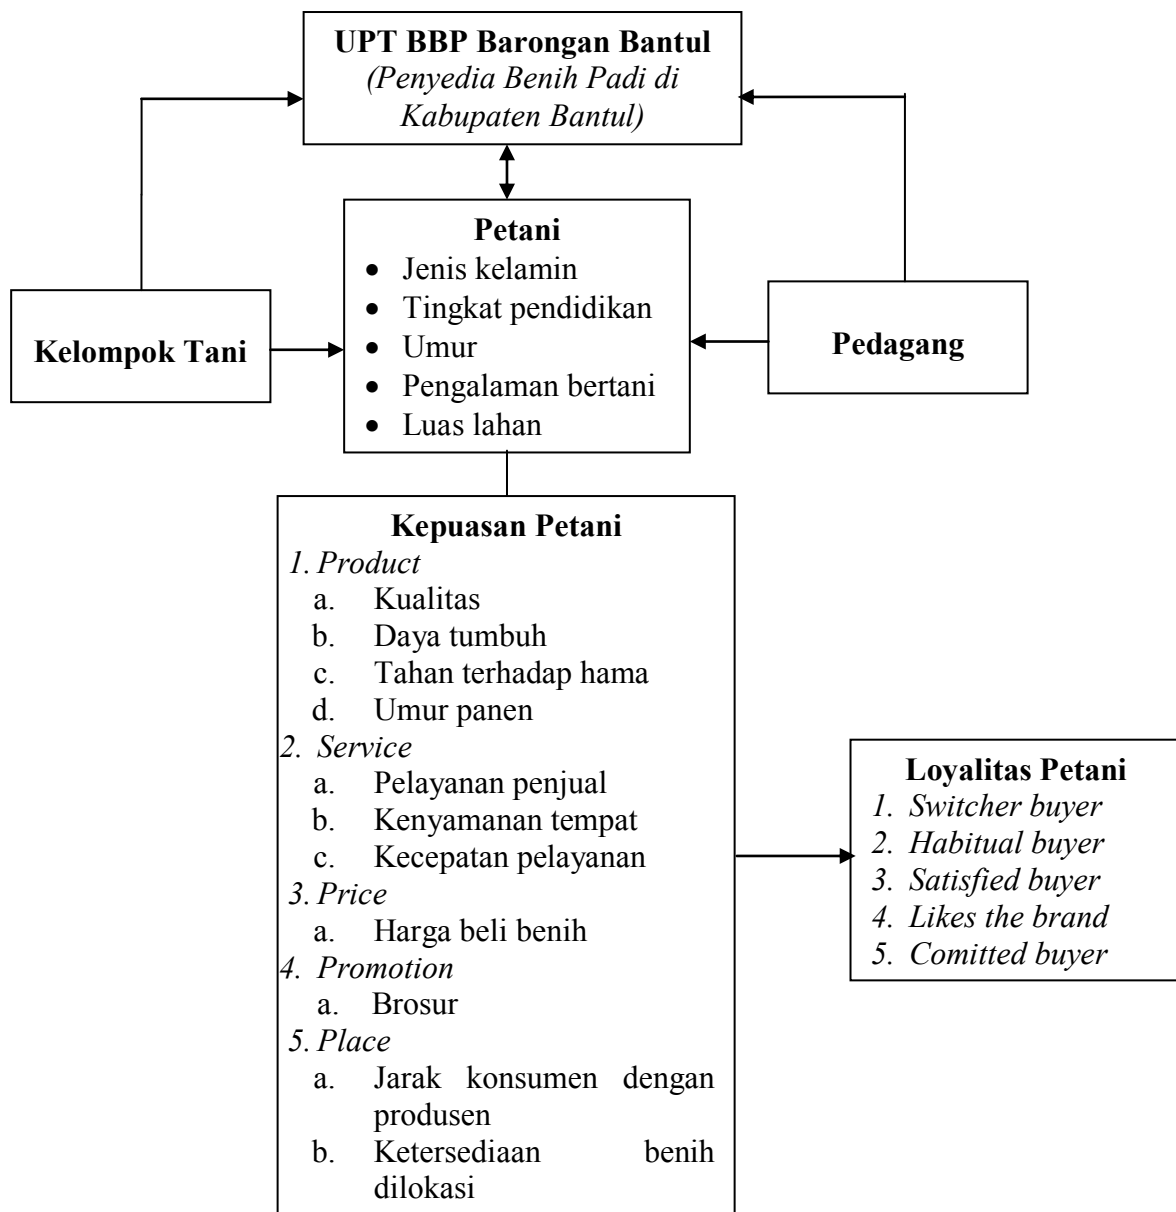 UPT BBP Barongan Bantul
(Penyedia Benih Padi di
Kabupaten Bantul)
Petani
• Jenis kelamin
• Tingkat pendidikan
• Umur
• Pengalaman bertani
• Luas lahan
Kelompok Tani
Pedagang
Kepuasan Petani
1. Product
a. Kualitas
b. Daya tumbuh
c. Tahan terhadap hama
d. Umur panen
2. Service
a. Pelayanan penjual
b. Kenyamanan tempat
c. Kecepatan pelayanan
3. Price
a. Harga beli benih
4. Promotion
a. Brosur
5. Place
a. Jarak konsumen dengan
produsen
b. Ketersediaan benih
dilokasi
Loyalitas Petani
1. Switcher buyer
2. Habitual buyer
3. Satisfied buyer
4. Likes the brand
5. Comitted buyer